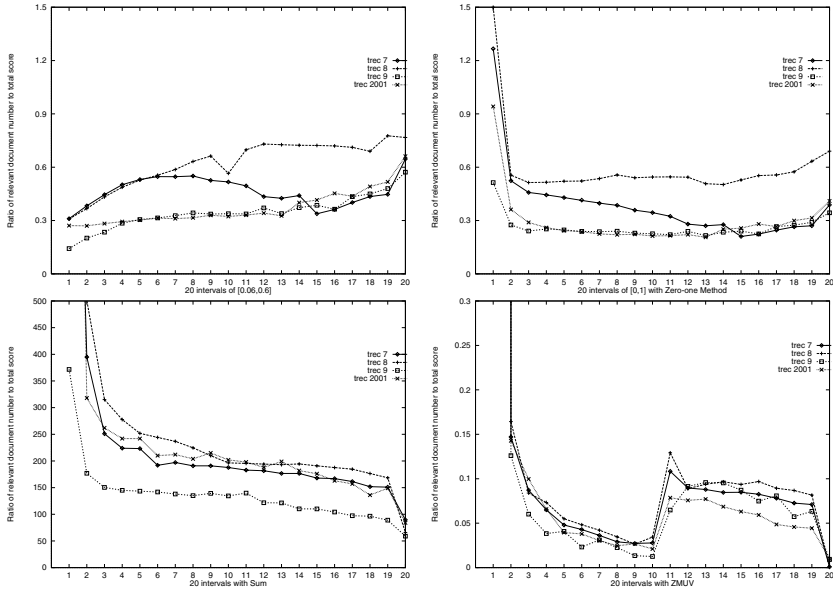 Ratio of relevant document number to total score
1.5
1.2
0.9
0.6
0.3
0
trec 7
trec 8
trec 9
trec 2001
1 2 3 4 5 6 7 8 9 10 11 12 13 14 15 16 17 18 19 20
20 intervals of [0.06,0.6]
Ratio of relevant document number to total score
1.5
1.2
0.9
0.6
0.3
0
trec 7
trec 8
trec 9
trec 2001
1 2 3 4 5 6 7 8 9 10 11 12 13 14 15 16 17 18 19 20
20 intervals of [0,1] with Zero-one Method
Ratio of relevant document number to total score
500
450
400
350
300
250
200
150
100
50
0
trec 7
trec 8
trec 9
trec 2001
1 2 3 4 5 6 7 8 9 10 11 12 13 14 15 16 17 18 19 20
20 intervals with Sum
Ratio of relevant document number to total score
0.3
0.25
0.2
0.15
0.1
0.05
0
trec 7
trec 8
trec 9
trec 2001
1 2 3 4 5 6 7 8 9 10 11 12 13 14 15 16 17 18 19 20
20 intervals with ZMUV